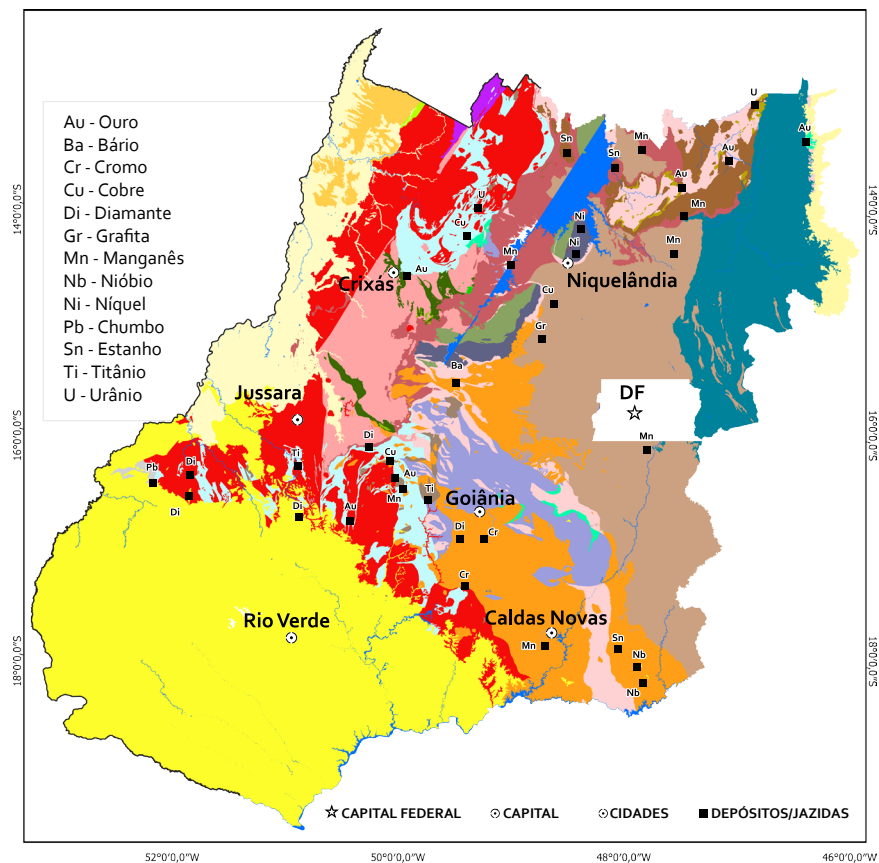 Au - Ouro
Ba - Bário
Cr - Cromo
Cu - Cobre
Di - Diamante
Gr - Grafita
Mn - Manganês
Nb - Nióbio
Ni - Níquel
Pb - Chumbo
Sn - Estanho
Ti - Titânio
U - Urânio
U
Au
Sn
Mn
Sn
Au
Au
U
Mn
14°0'0,0"S
14°0'0,0"S
Cu
Ni
Mn
Ni
Mn
Crixás
Au
Niquelândia
Cu
Gr
Ba
Jussara
DF
16°0'0,0"S
16°0'0,0"S
Di
Mn
Pb
Di
Ti
Cu
Au
Mn
Ti
Goiânia
Di
Di
Au
Di
Cr
Cr
Rio Verde
Caldas Novas
Mn
Sn
Nb
Nb
18°0'0,0"S
18°0'0,0"S
CAPITAL FEDERAL
CAPITAL
CIDADES
DEPÓSITOS/JAZIDAS
52°0'0,0"W
50°0'0,0"W
48°0'0,0"W
46°0'0,0"W